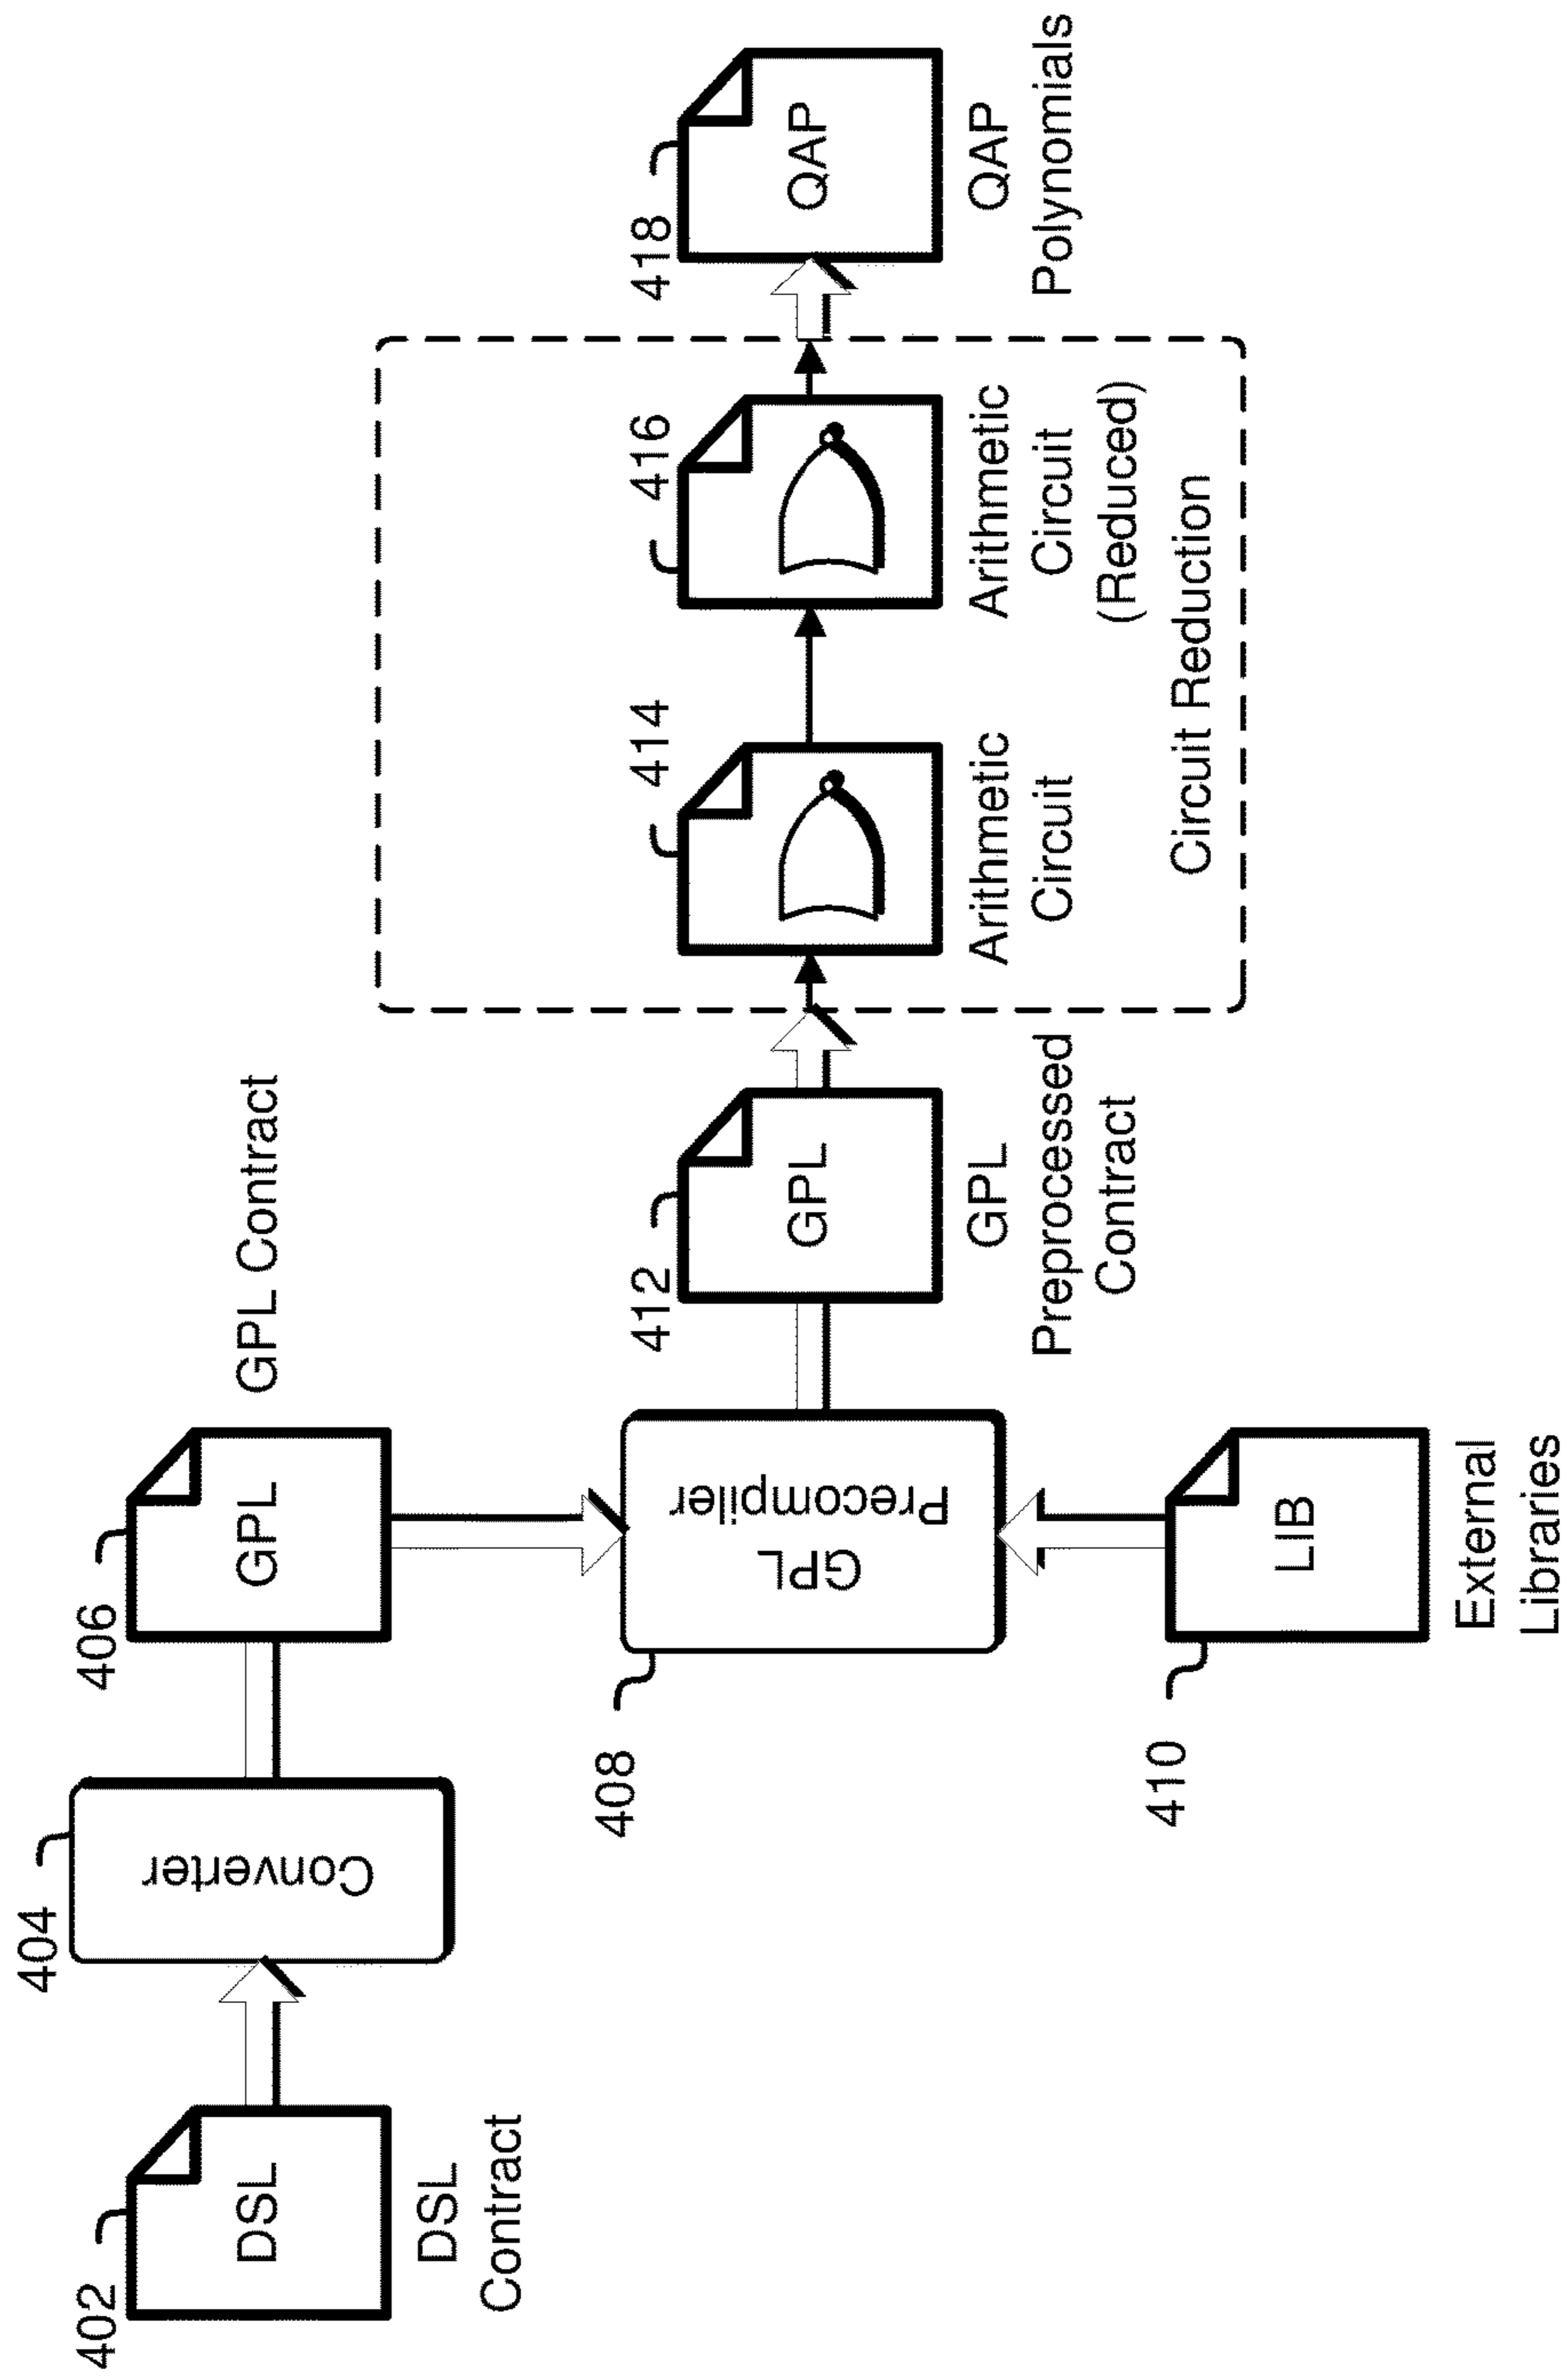 402
DSL
DSL
Contract
404
Converter
406
GPL
GPL Contract
408
GPL
Precompiler
410
LIB
External
Libraries
412
GPL
GPL
Preprocessed
Contract
414
Arithmetic
Circuit
416
Arithmetic
Circuit
(Reduced)
Circuit Reduction
418
QAP
QAP
Polynomials